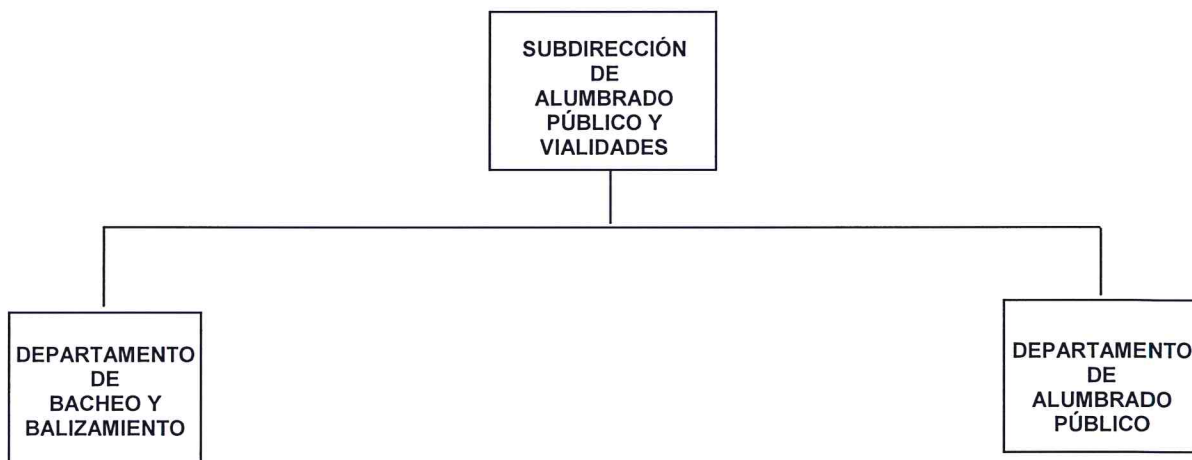 SUBDIRECCIÓN
DE
ALUMBRADO
PÚBLICO Y
VIALIDADES
DEPARTAMENTO
DE
BACHEO Y
BALIZAMIENTO
DEPARTAMENTO
DE
ALUMBRADO
PÚBLICO